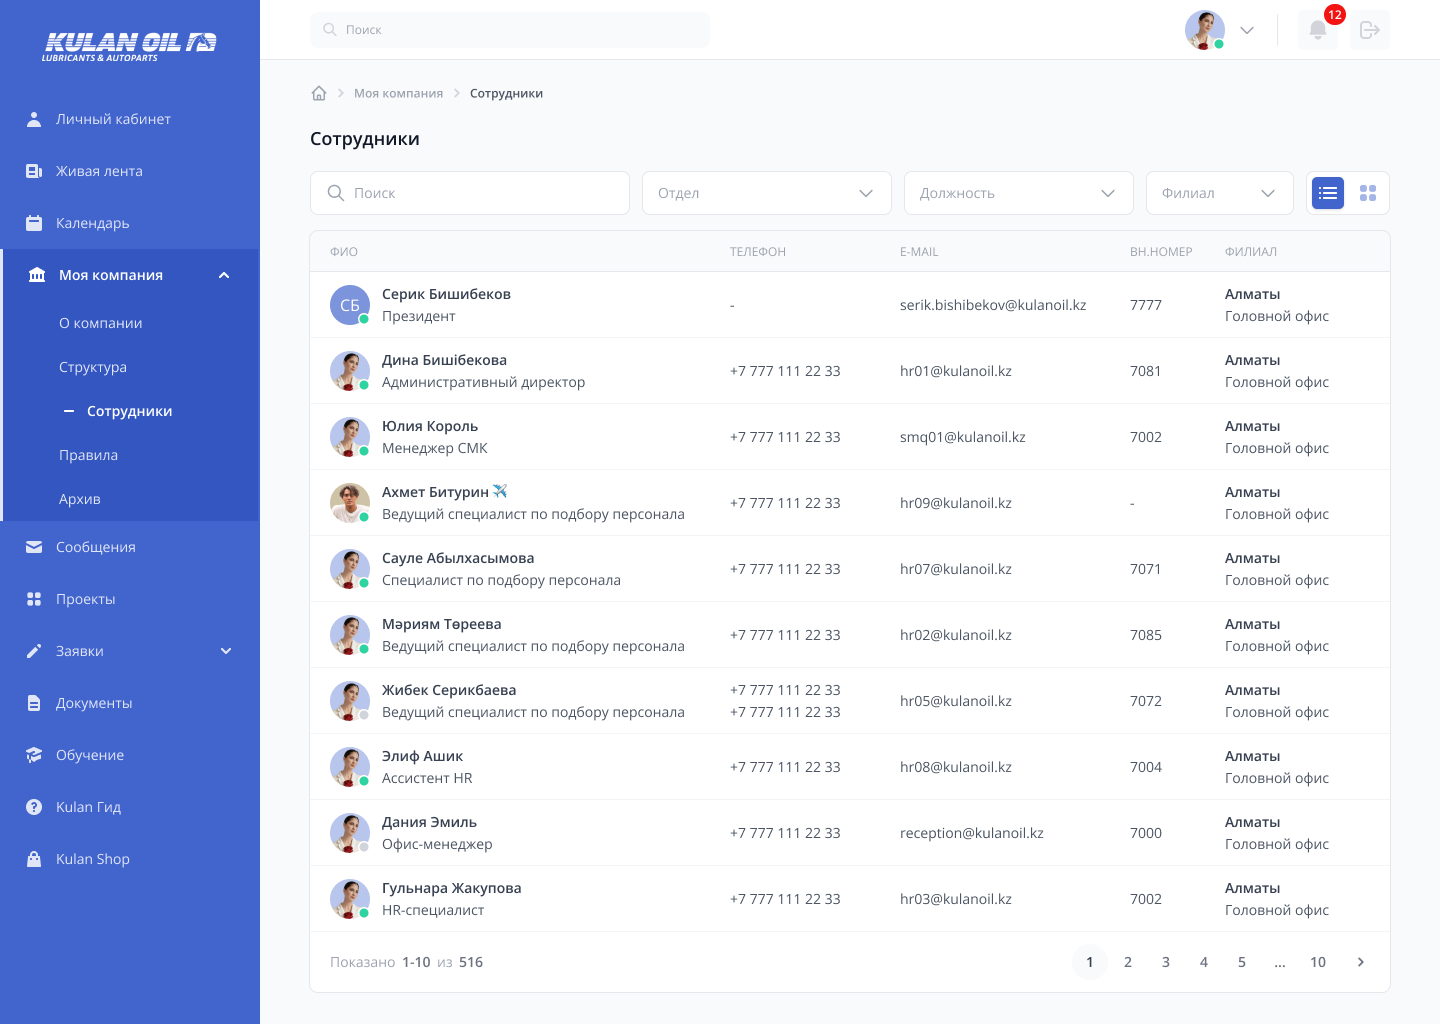 KULAN OIL
LUBRICANTS & AUTOPARTS
Личный кабинет
Живая лента
Календарь
Моя компания
О компании
Структура
Сотрудники
Правила
Архив
Сообщения
Проекты
Заявки
Документы
Обучение
Kulan Гид
Kulan Shop
Поиск
12
Моя компания
Сотрудники
Сотрудники
Поиск
Отдел
Должность
Филиал
ФИО ТЕЛЕФОН E-MAIL ВН.НОМЕР ФИЛИАЛ
СБ
Серик Бишибеков
Президент
-
serik.bishibekov@kulanoil.kz
7777
Алматы
Головной офис
Дина Бишібекова
Административный директор
+7 777 111 22 33
hr01@kulanoil.kz
7081
Алматы
Головной офис
Юлия Король
Менеджер СМК
+7 777 111 22 33
smq01@kulanoil.kz
7002
Алматы
Головной офис
Ахмет Битурин
Ведущий специалист по подбору персонала
+7 777 111 22 33
hr09@kulanoil.kz
-
Алматы
Головной офис
Сауле Абылхасымова
Специалист по подбору персонала
+7 777 111 22 33
hr07@kulanoil.kz
7071
Алматы
Головной офис
Мәриям Төреева
Ведущий специалист по подбору персонала
+7 777 111 22 33
hr02@kulanoil.kz
7085
Алматы
Головной офис
Жибек Серикбаева
Ведущий специалист по подбору персонала
+7 777 111 22 33
+7 777 111 22 33
hr05@kulanoil.kz
7072
Алматы
Головной офис
Элиф Ашик
Ассистент HR
+7 777 111 22 33
hr08@kulanoil.kz
7004
Алматы
Головной офис
Дания Эмиль
Офис-менеджер
+7 777 111 22 33
reception@kulanoil.kz
7000
Алматы
Головной офис
Гульнара Жакупова
HR-специалист
+7 777 111 22 33
hr03@kulanoil.kz
7002
Алматы
Головной офис
Показано 1-10 из 516
1 2 3 4 5 ... 10